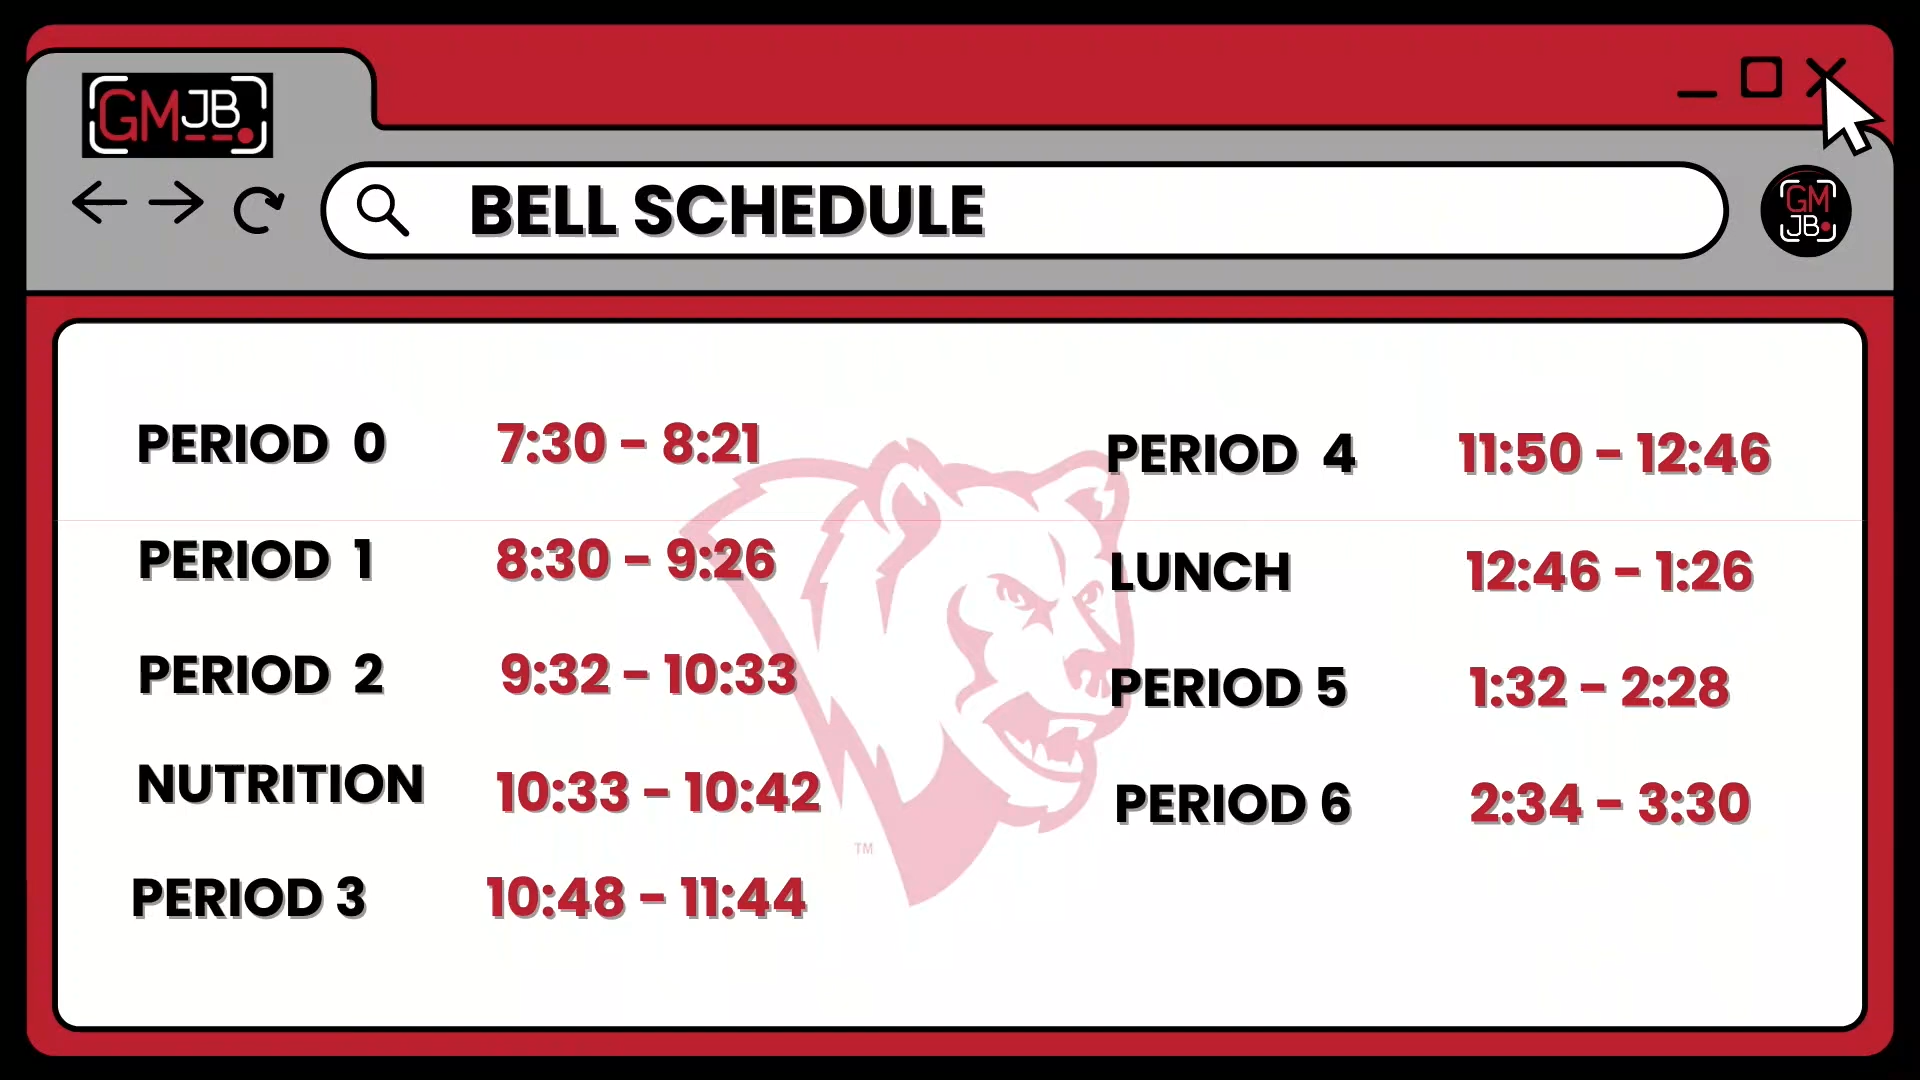 GMJB.
BELL SCHEDULE
GM
JB.
PERIOD 0 7:30 - 8:21
PERIOD 1 8:30 - 9:26
PERIOD 2 9:32 - 10:33
NUTRITION 10:33 - 10:42
PERIOD 3 10:48 - 11:44
PERIOD 4 11:50 - 12:46
LUNCH 12:46 - 1:26
PERIOD 5 1:32 - 2:28
PERIOD 6 2:34 - 3:30
TM